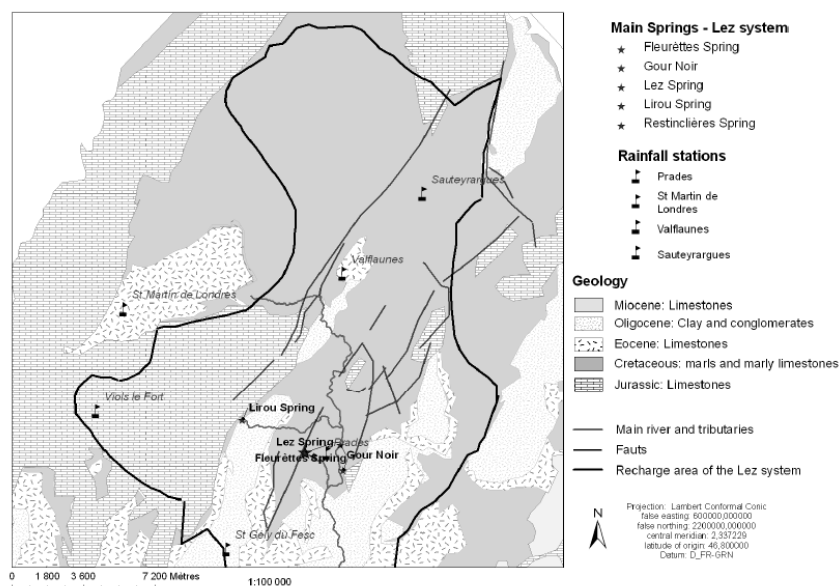 Sauteyrargues
Valflaunes
St Martin de Londres
Viols le Fort
Lirou Spring
Lez Spring
Prades
Fleurèttes Spring
Gour Noir
St Gely du Fesc
0 1 800 3 600 7 200 Mètres
1:100 000
Main Springs - Lez system
Fleurèttes Spring
Gour Noir
Lez Spring
Lirou Spring
Restinclières Spring
Rainfall stations
Prades
St Martin de
Londres
Valflaunes
Sauteyrargues
Geology
Miocene: Limestones
Oligocene: Clay and conglomerates
Eocene: Limestones
Cretaceous: marls and marly limestones
Jurassic: Limestones
Main river and tributaries
Fauts
Recharge area of the Lez system
N
Projection: Lambert Conformal Conic
false easting: 600000,000000
false northing: 2200000,000000
central meridian: 2,337229
latitude of origin: 46,800000
Datum: D_FR-GRN